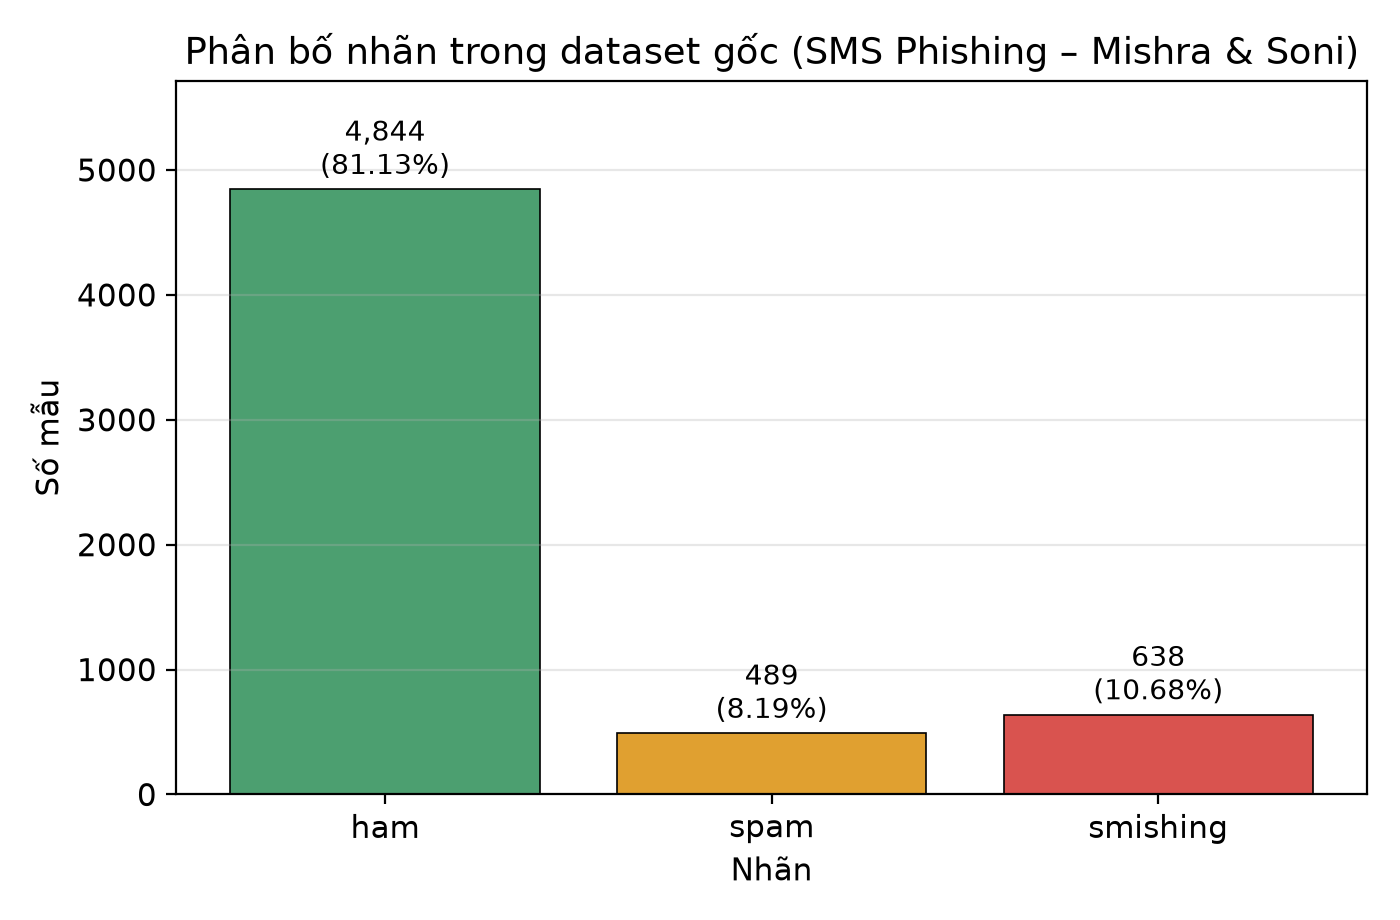 Phân bố nhãn trong dataset gốc (SMS Phishing – Mishra & Soni)
Số mẫu
5000
4000
3000
2000
1000
0
4,844
(81.13%)
489
(8.19%)
638
(10.68%)
ham
spam
smishing
Nhãn